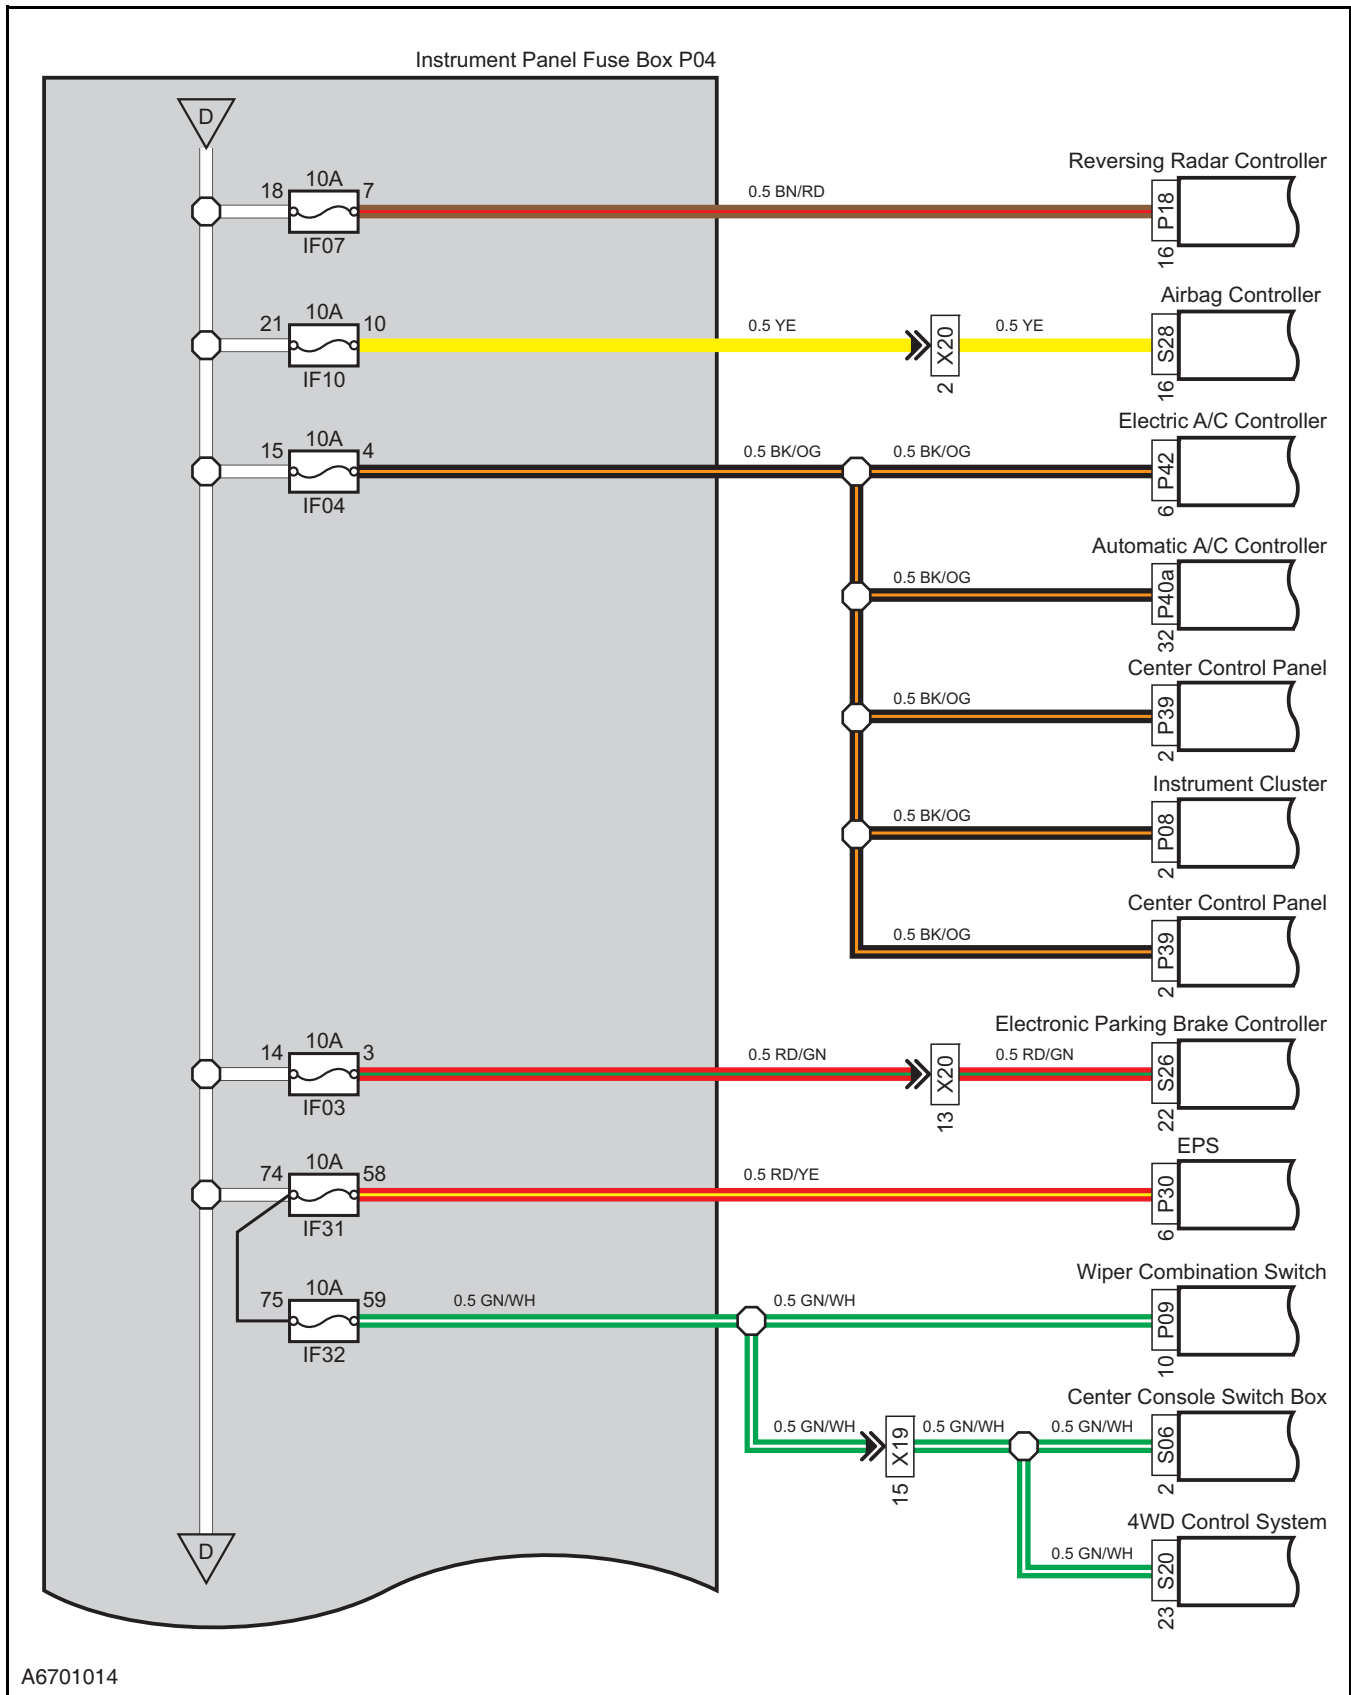 Instrument Panel Fuse Box P04
D
Reversing Radar Controller
18 10A 7
IF07
0.5 BN/RD
P18
16
Airbag Controller
21 10A 10
IF10
0.5 YE
X20
2
0.5 YE
S28
16
Electric A/C Controller
15 10A 4
IF04
0.5 BK/OG
0.5 BK/OG
P42
6
Automatic A/C Controller
0.5 BK/OG
P40a
32
Center Control Panel
0.5 BK/OG
P39
2
Instrument Cluster
0.5 BK/OG
P08
2
Center Control Panel
0.5 BK/OG
P39
2
Electronic Parking Brake Controller
14 10A 3
IF03
0.5 RD/GN
X20
13
0.5 RD/GN
S26
22
EPS
74 10A 58
IF31
0.5 RD/YE
P30
6
Wiper Combination Switch
75 10A 59
IF32
0.5 GN/WH
0.5 GN/WH
P09
10
Center Console Switch Box
0.5 GN/WH
X19
15
0.5 GN/WH
0.5 GN/WH
S06
2
4WD Control System
0.5 GN/WH
S20
23
D
A6701014